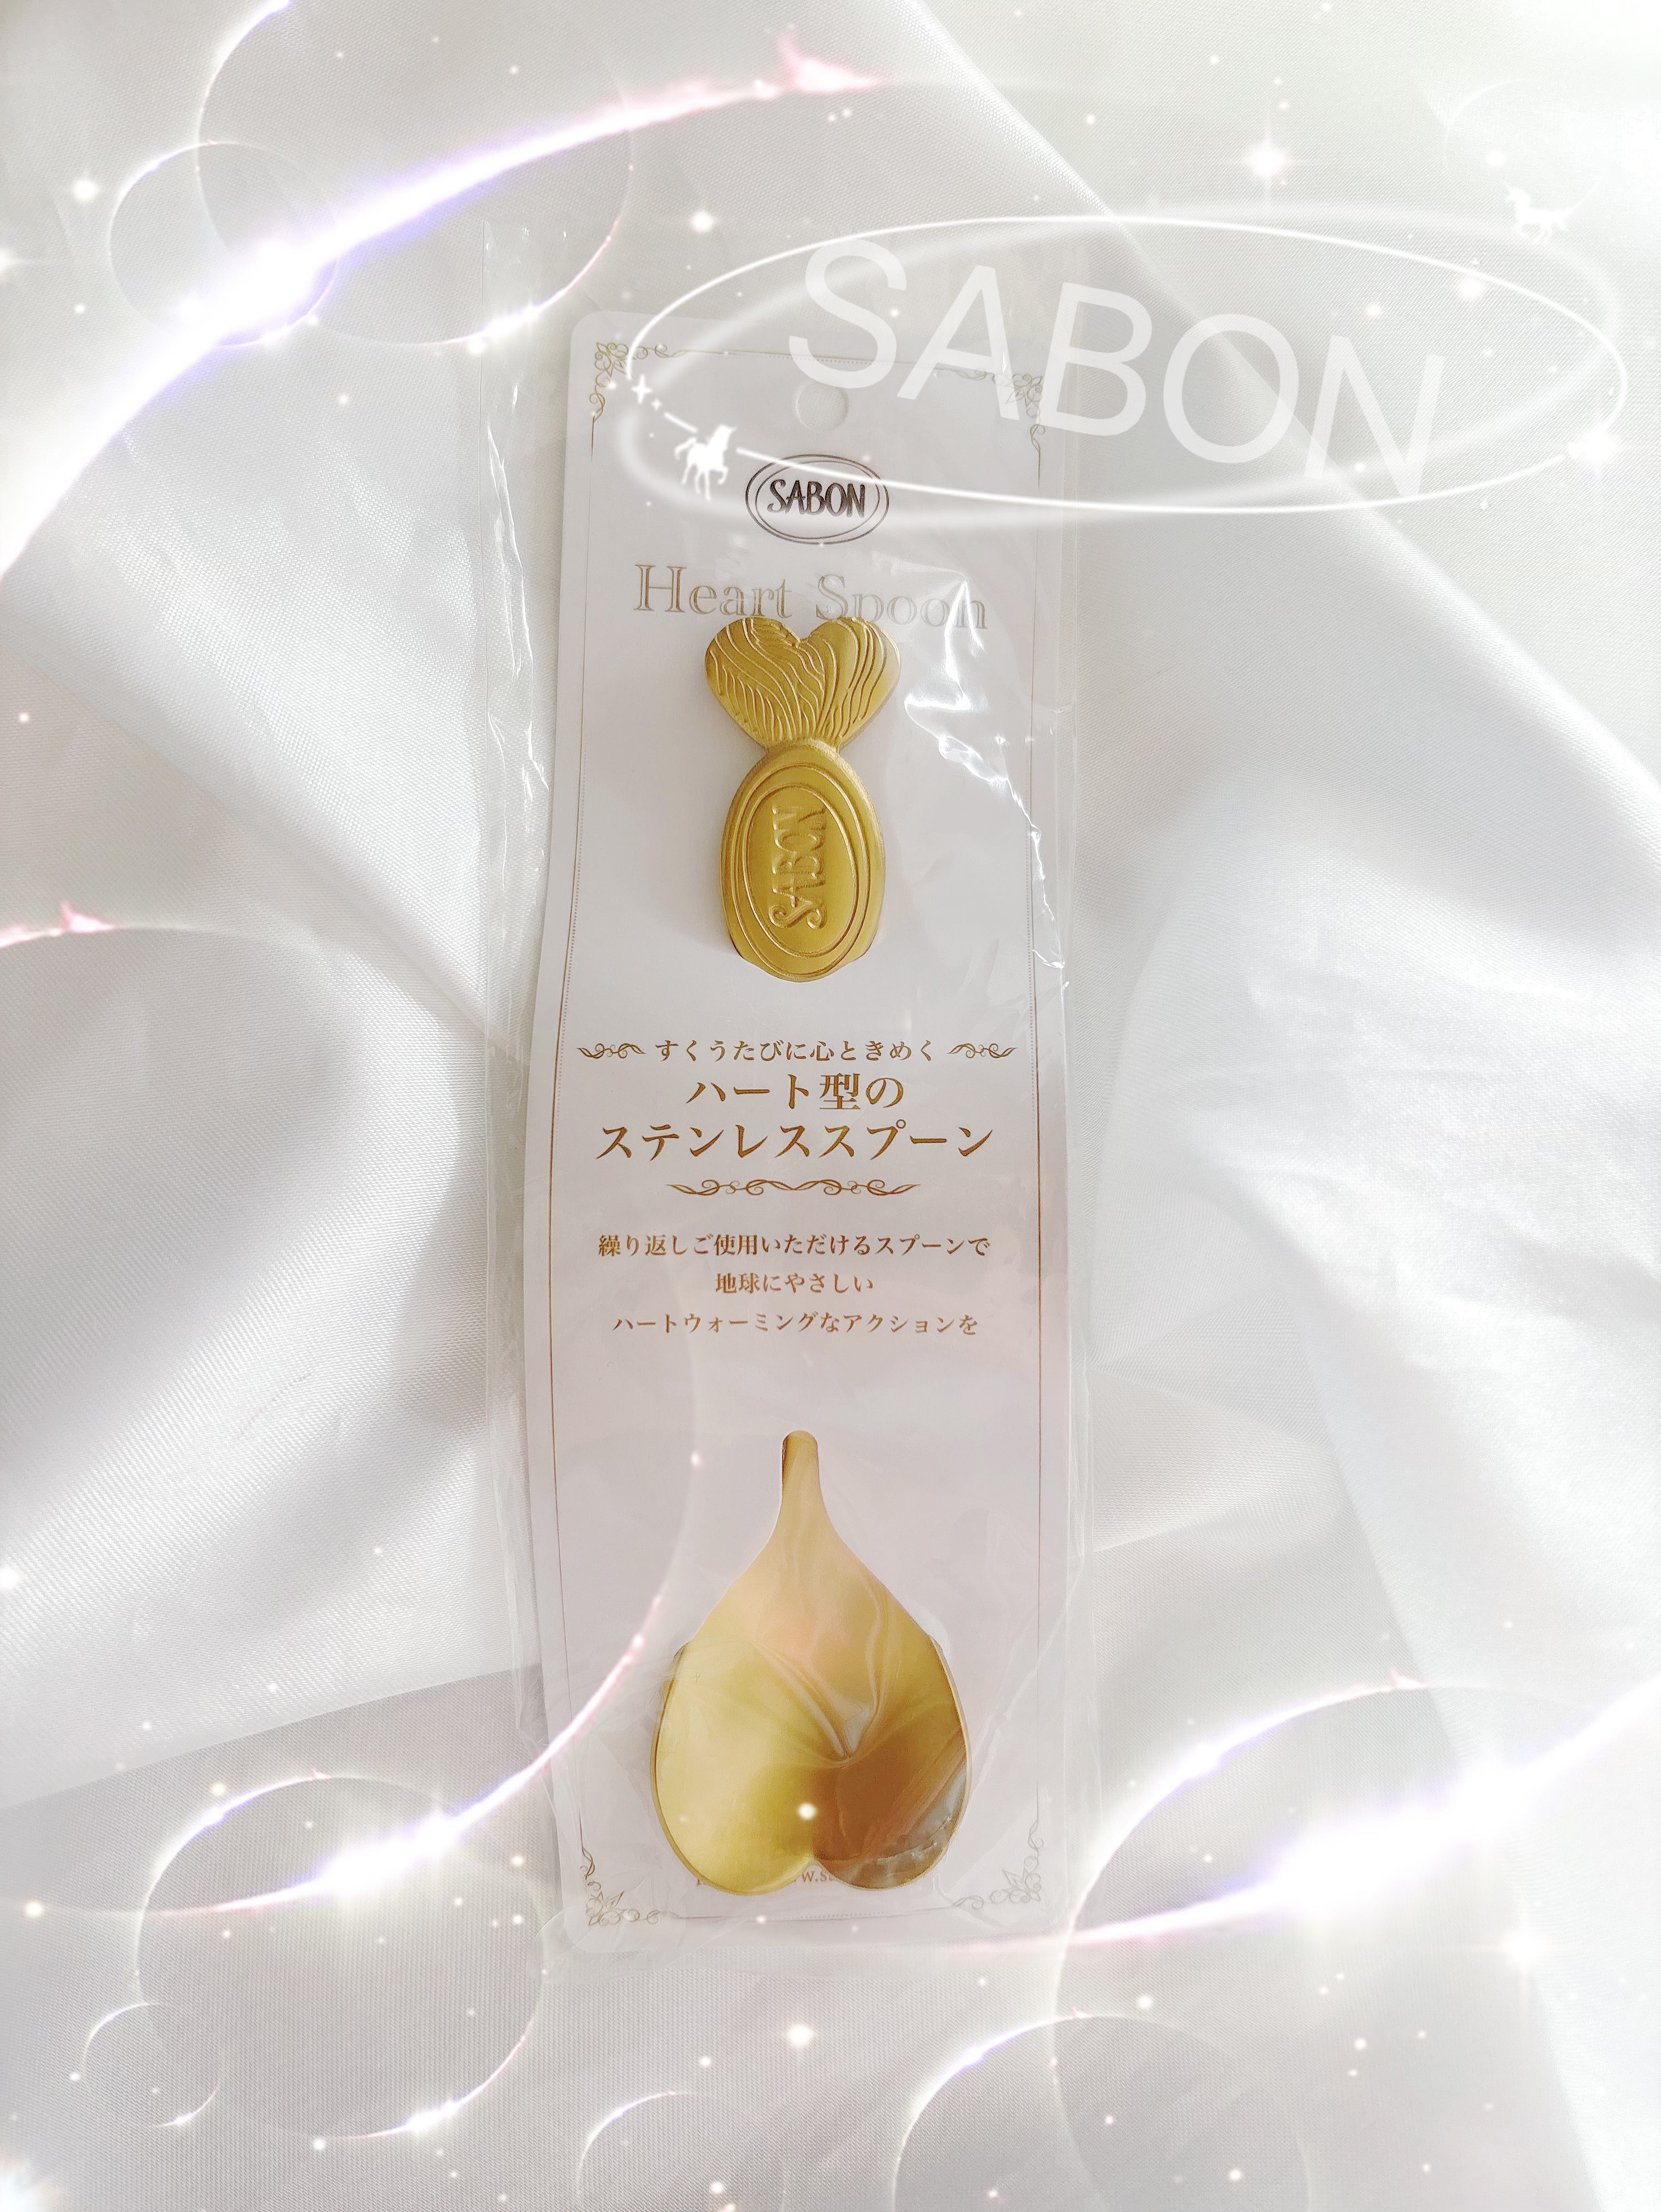 SABON
SABON
Heart Spoon
SABON
すくうたびに心ときめく
ハート型の
ステンレススプーン
繰り返しご使用いただけるスプーンで
地球にやさしい
ハートウォーミングなアクションを